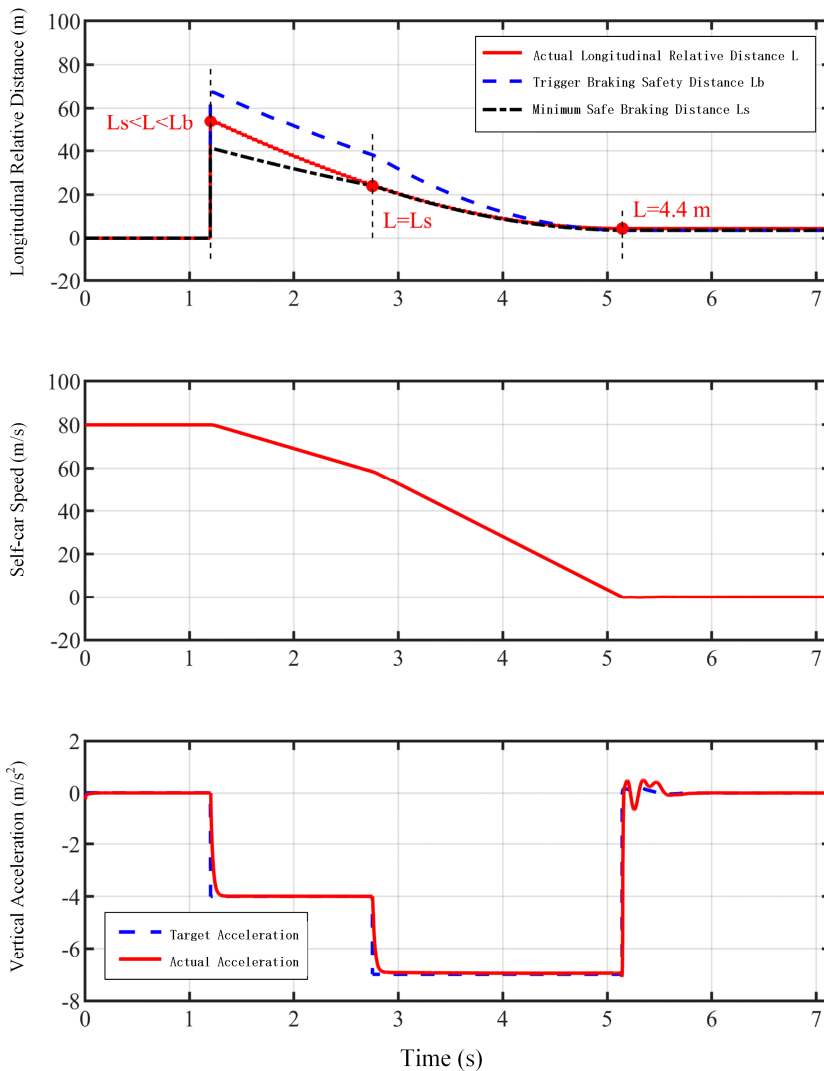 Longitudinal Relative Distance (m)
100
80
60
40
20
0
-20
Actual Longitudinal Relative Distance L
Trigger Braking Safety Distance Lb
Minimum Safe Braking Distance Ls
Ls<L<Lb
L=Ls
L=4.4 m
0 1 2 3 4 5 6 7
Self-car Speed (m/s)
100
80
60
40
20
0
-20
0 1 2 3 4 5 6 7
Vertical Acceleration (m/s²)
2
0
-2
-4
-6
-8
Target Acceleration
Actual Acceleration
0 1 2 3 4 5 6 7
Time (s)